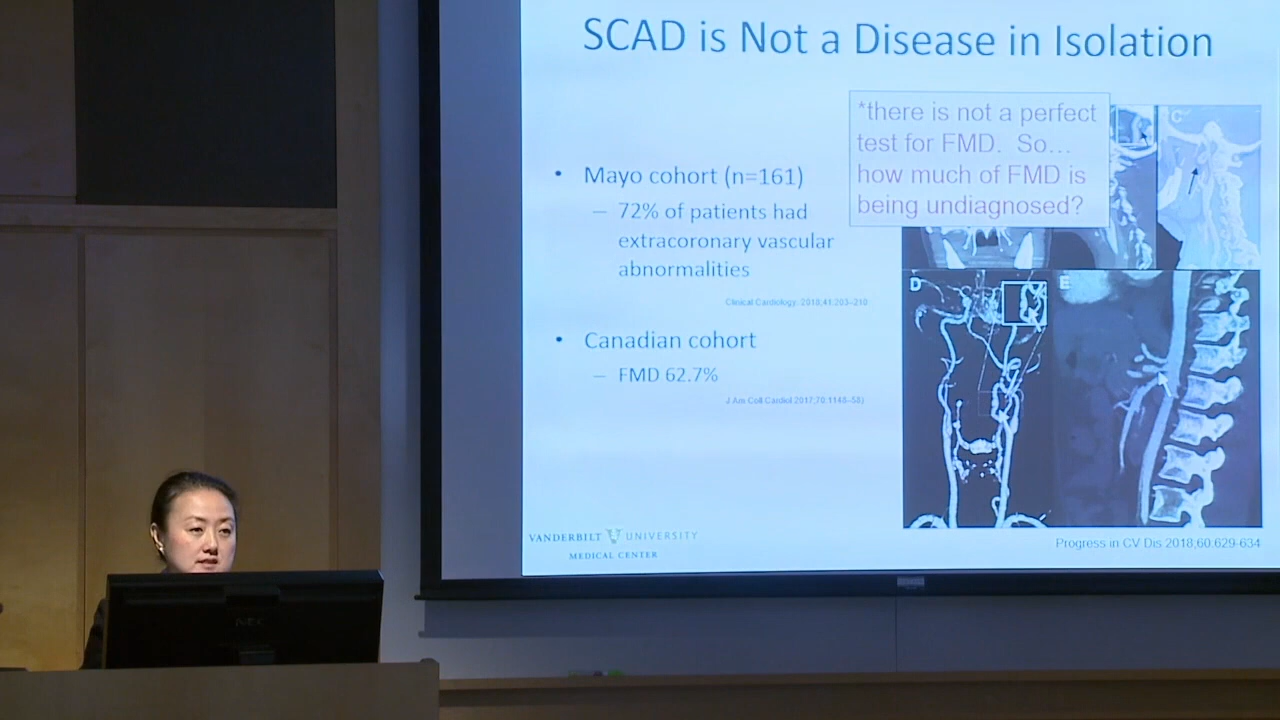 SCAD is Not a Disease in Isolation
*there is not a perfect
test for FMD. So...
how much of FMD is
being undiagnosed?
• Mayo cohort (n=161)
– 72% of patients had
extracoronary vascular
abnormalities
Clinical Cardiology. 2018;41:203–210
• Canadian cohort
– FMD 62.7%
J Am Coll Cardiol 2017;70:1148–58)
C
D
E
VANDERBILT UNIVERSITY
MEDICAL CENTER
Progress in CV Dis 2018;60:629-634
NEC